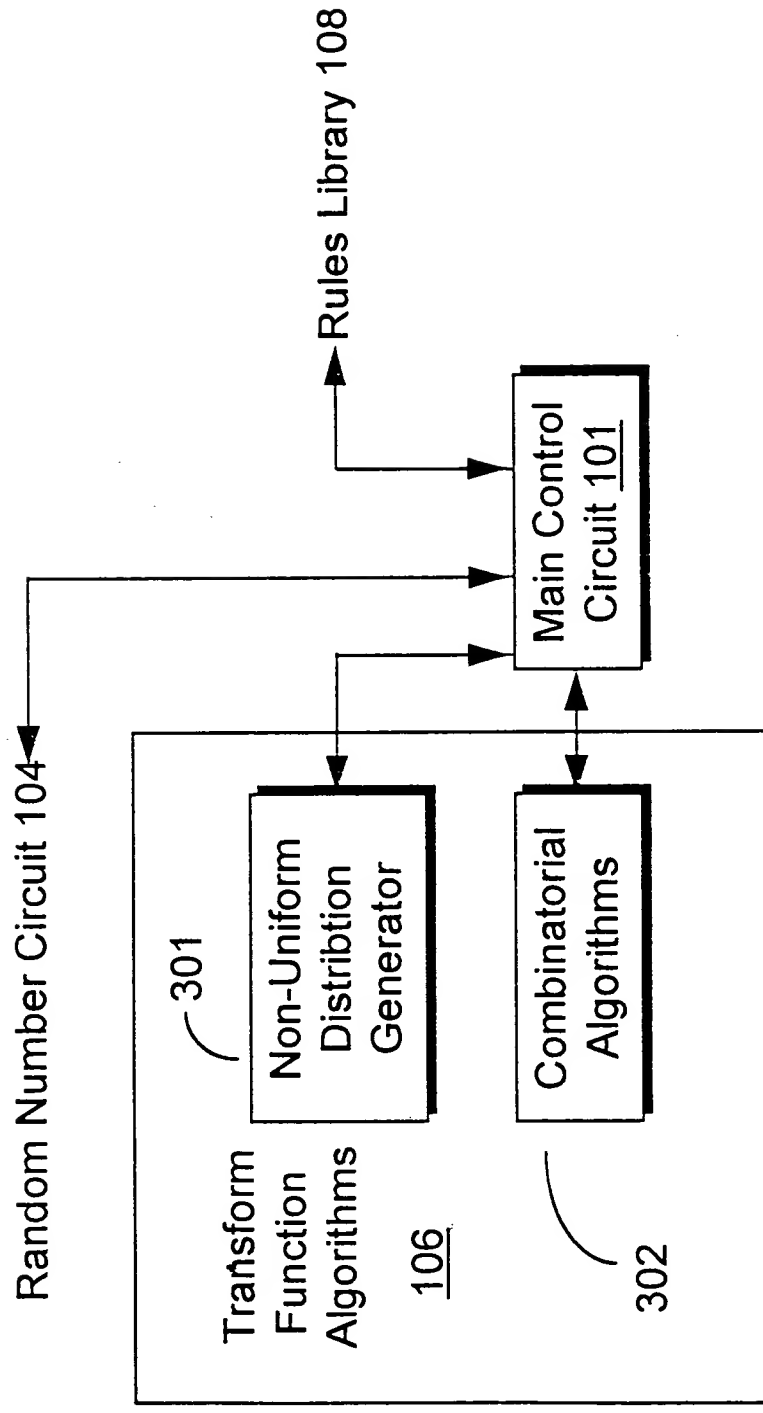 Random Number Circuit 104
Rules Library 108
301
Transform
Function
Algorithms
106
Non-Uniform
Distribtion
Generator
302
Combinatorial
Algorithms
Main Control
Circuit 101